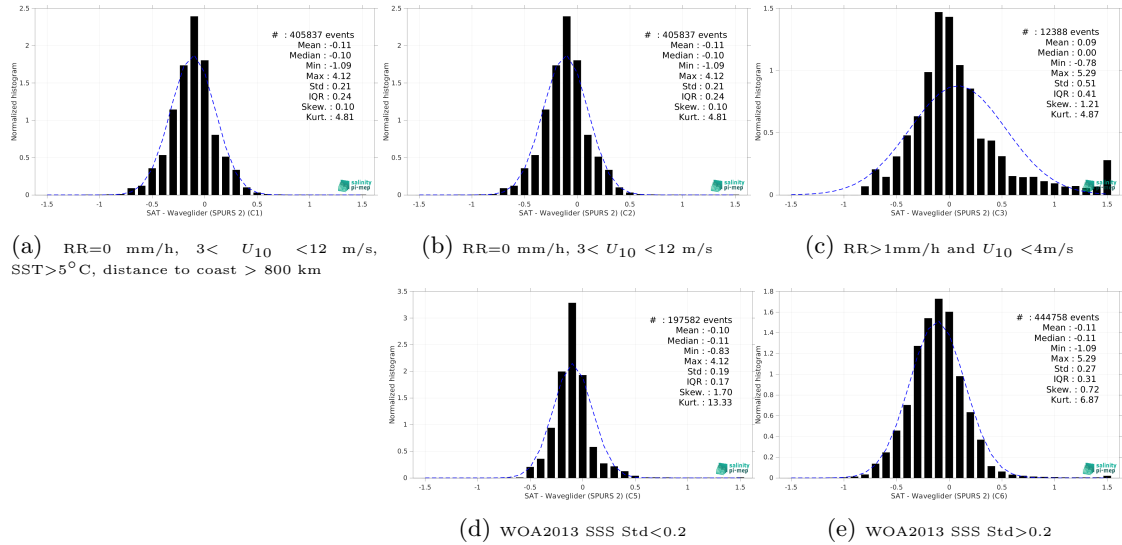 2.5
2
1.5
1
0.5
0
Normalized histogram
# : 405837 events
Mean : -0.11
Median : -0.10
Min : -1.09
Max : 4.12
Std : 0.21
IQR : 0.24
Skew. : 0.10
Kurt. : 4.81
salinity
pi-mep
-1.5 -1 -0.5 0 0.5 1 1.5
SAT - Waveglider (SPURS 2) (C1)
(a) RR=0 mm/h, 3< U10 <12 m/s,
SST>5°C, distance to coast > 800 km
2.5
2
1.5
1
0.5
0
Normalized histogram
# : 405837 events
Mean : -0.11
Median : -0.10
Min : -1.09
Max : 4.12
Std : 0.21
IQR : 0.24
Skew. : 0.10
Kurt. : 4.81
salinity
pi-mep
-1.5 -1 -0.5 0 0.5 1 1.5
SAT - Waveglider (SPURS 2) (C2)
(b) RR=0 mm/h, 3< U10 <12 m/s
1.5
1
0.5
0
Normalized histogram
# : 12388 events
Mean : 0.09
Median : 0.00
Min : -0.78
Max : 5.29
Std : 0.51
IQR : 0.41
Skew. : 1.21
Kurt. : 4.87
salinity
pi-mep
-1.5 -1 -0.5 0 0.5 1 1.5
SAT - Waveglider (SPURS 2) (C3)
(c) RR>1mm/h and U10 <4m/s
3.5
3
2.5
2
1.5
1
0.5
0
Normalized histogram
# : 197582 events
Mean : -0.10
Median : -0.11
Min : -0.83
Max : 4.12
Std : 0.19
IQR : 0.17
Skew. : 1.70
Kurt. : 13.33
salinity
pi-mep
-1.5 -1 -0.5 0 0.5 1 1.5
SAT - Waveglider (SPURS 2) (C5)
(d) WOA2013 SSS Std<0.2
1.8
1.6
1.4
1.2
1
0.8
0.6
0.4
0.2
0
Normalized histogram
# : 444758 events
Mean : -0.11
Median : -0.11
Min : -1.09
Max : 5.29
Std : 0.27
IQR : 0.31
Skew. : 0.72
Kurt. : 6.87
salinity
pi-mep
-1.5 -1 -0.5 0 0.5 1 1.5
SAT - Waveglider (SPURS 2) (C6)
(e) WOA2013 SSS Std>0.2